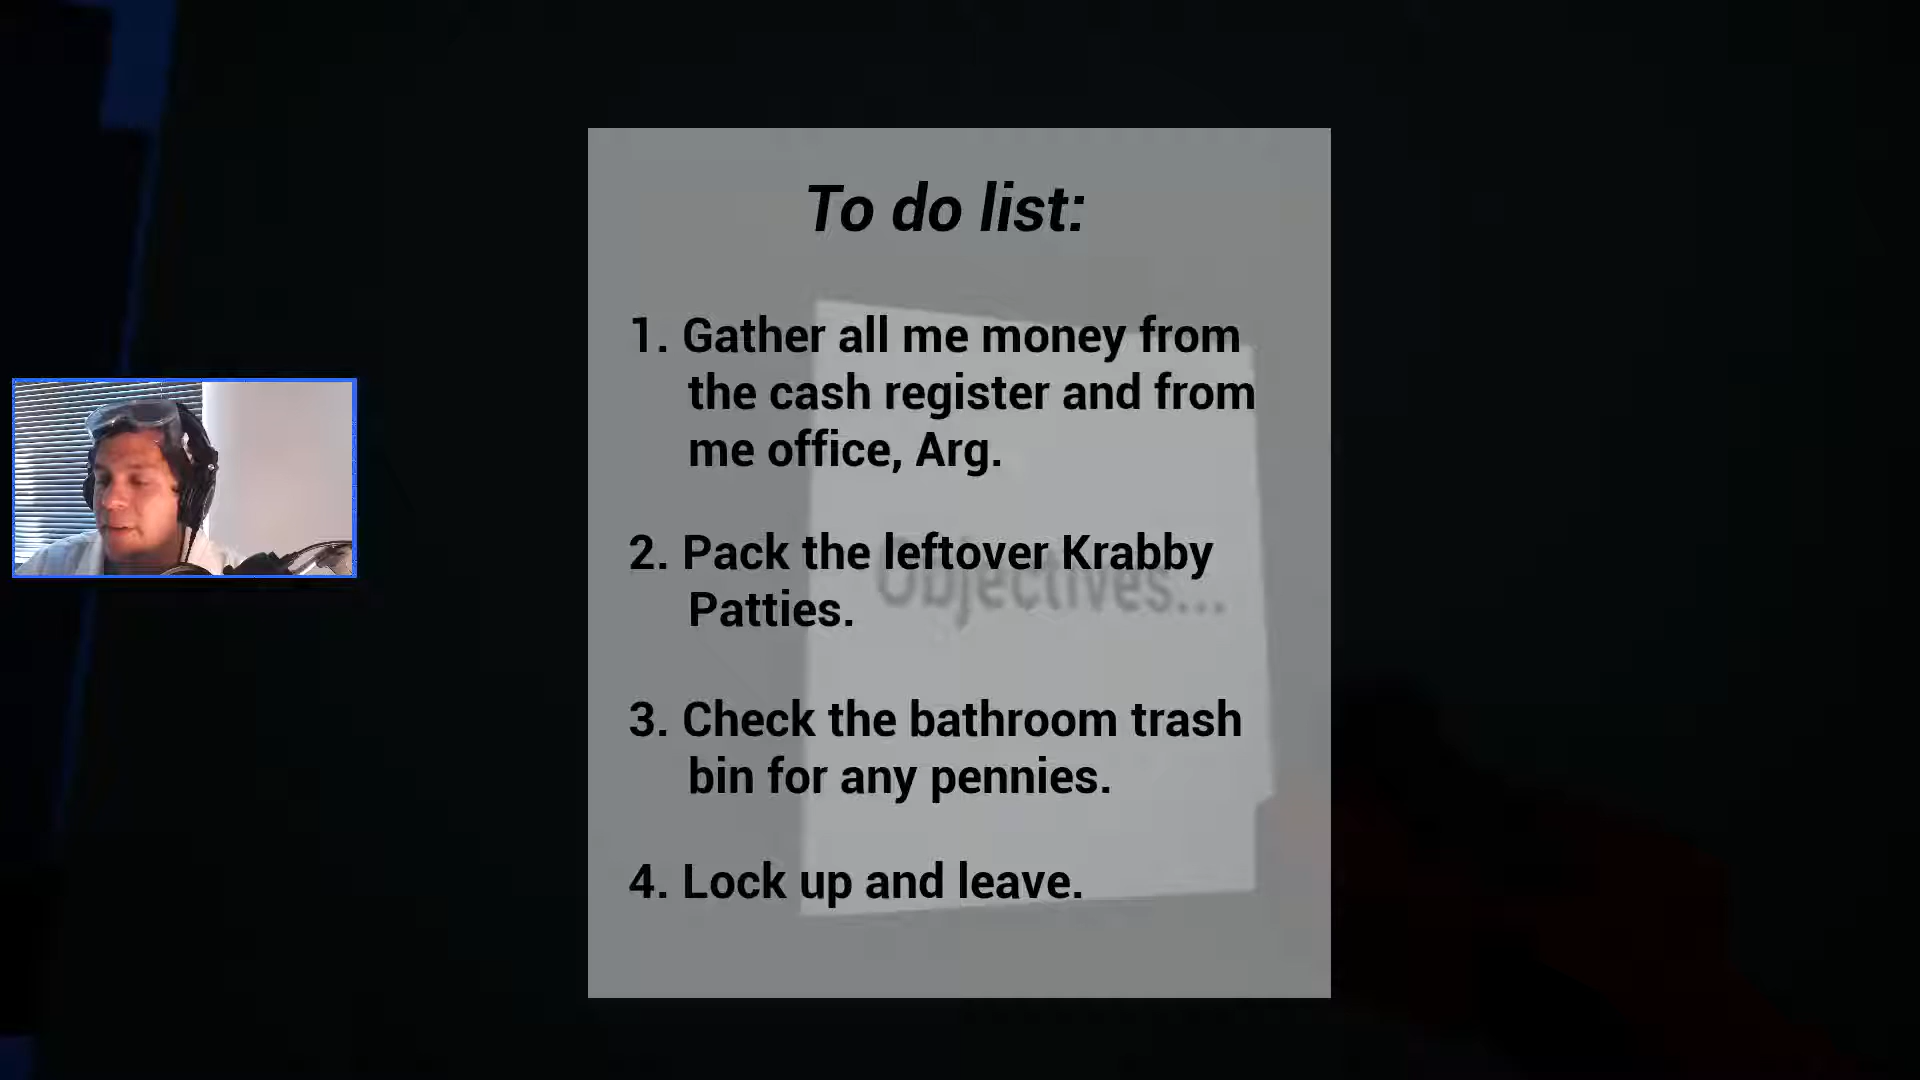 To do list:
1. Gather all me money from
the cash register and from
me office, Arg.
2. Pack the leftover Krabby
Objectives...
Patties.
3. Check the bathroom trash
bin for any pennies.
4. Lock up and leave.